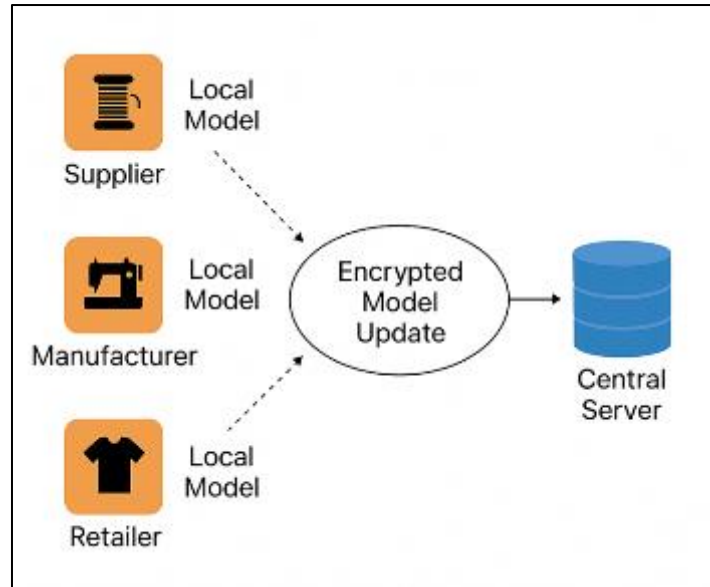 Local
Model
Supplier
Local
Model
Manufacturer
Local
Model
Retailer
Encrypted
Model
Update
Central
Server